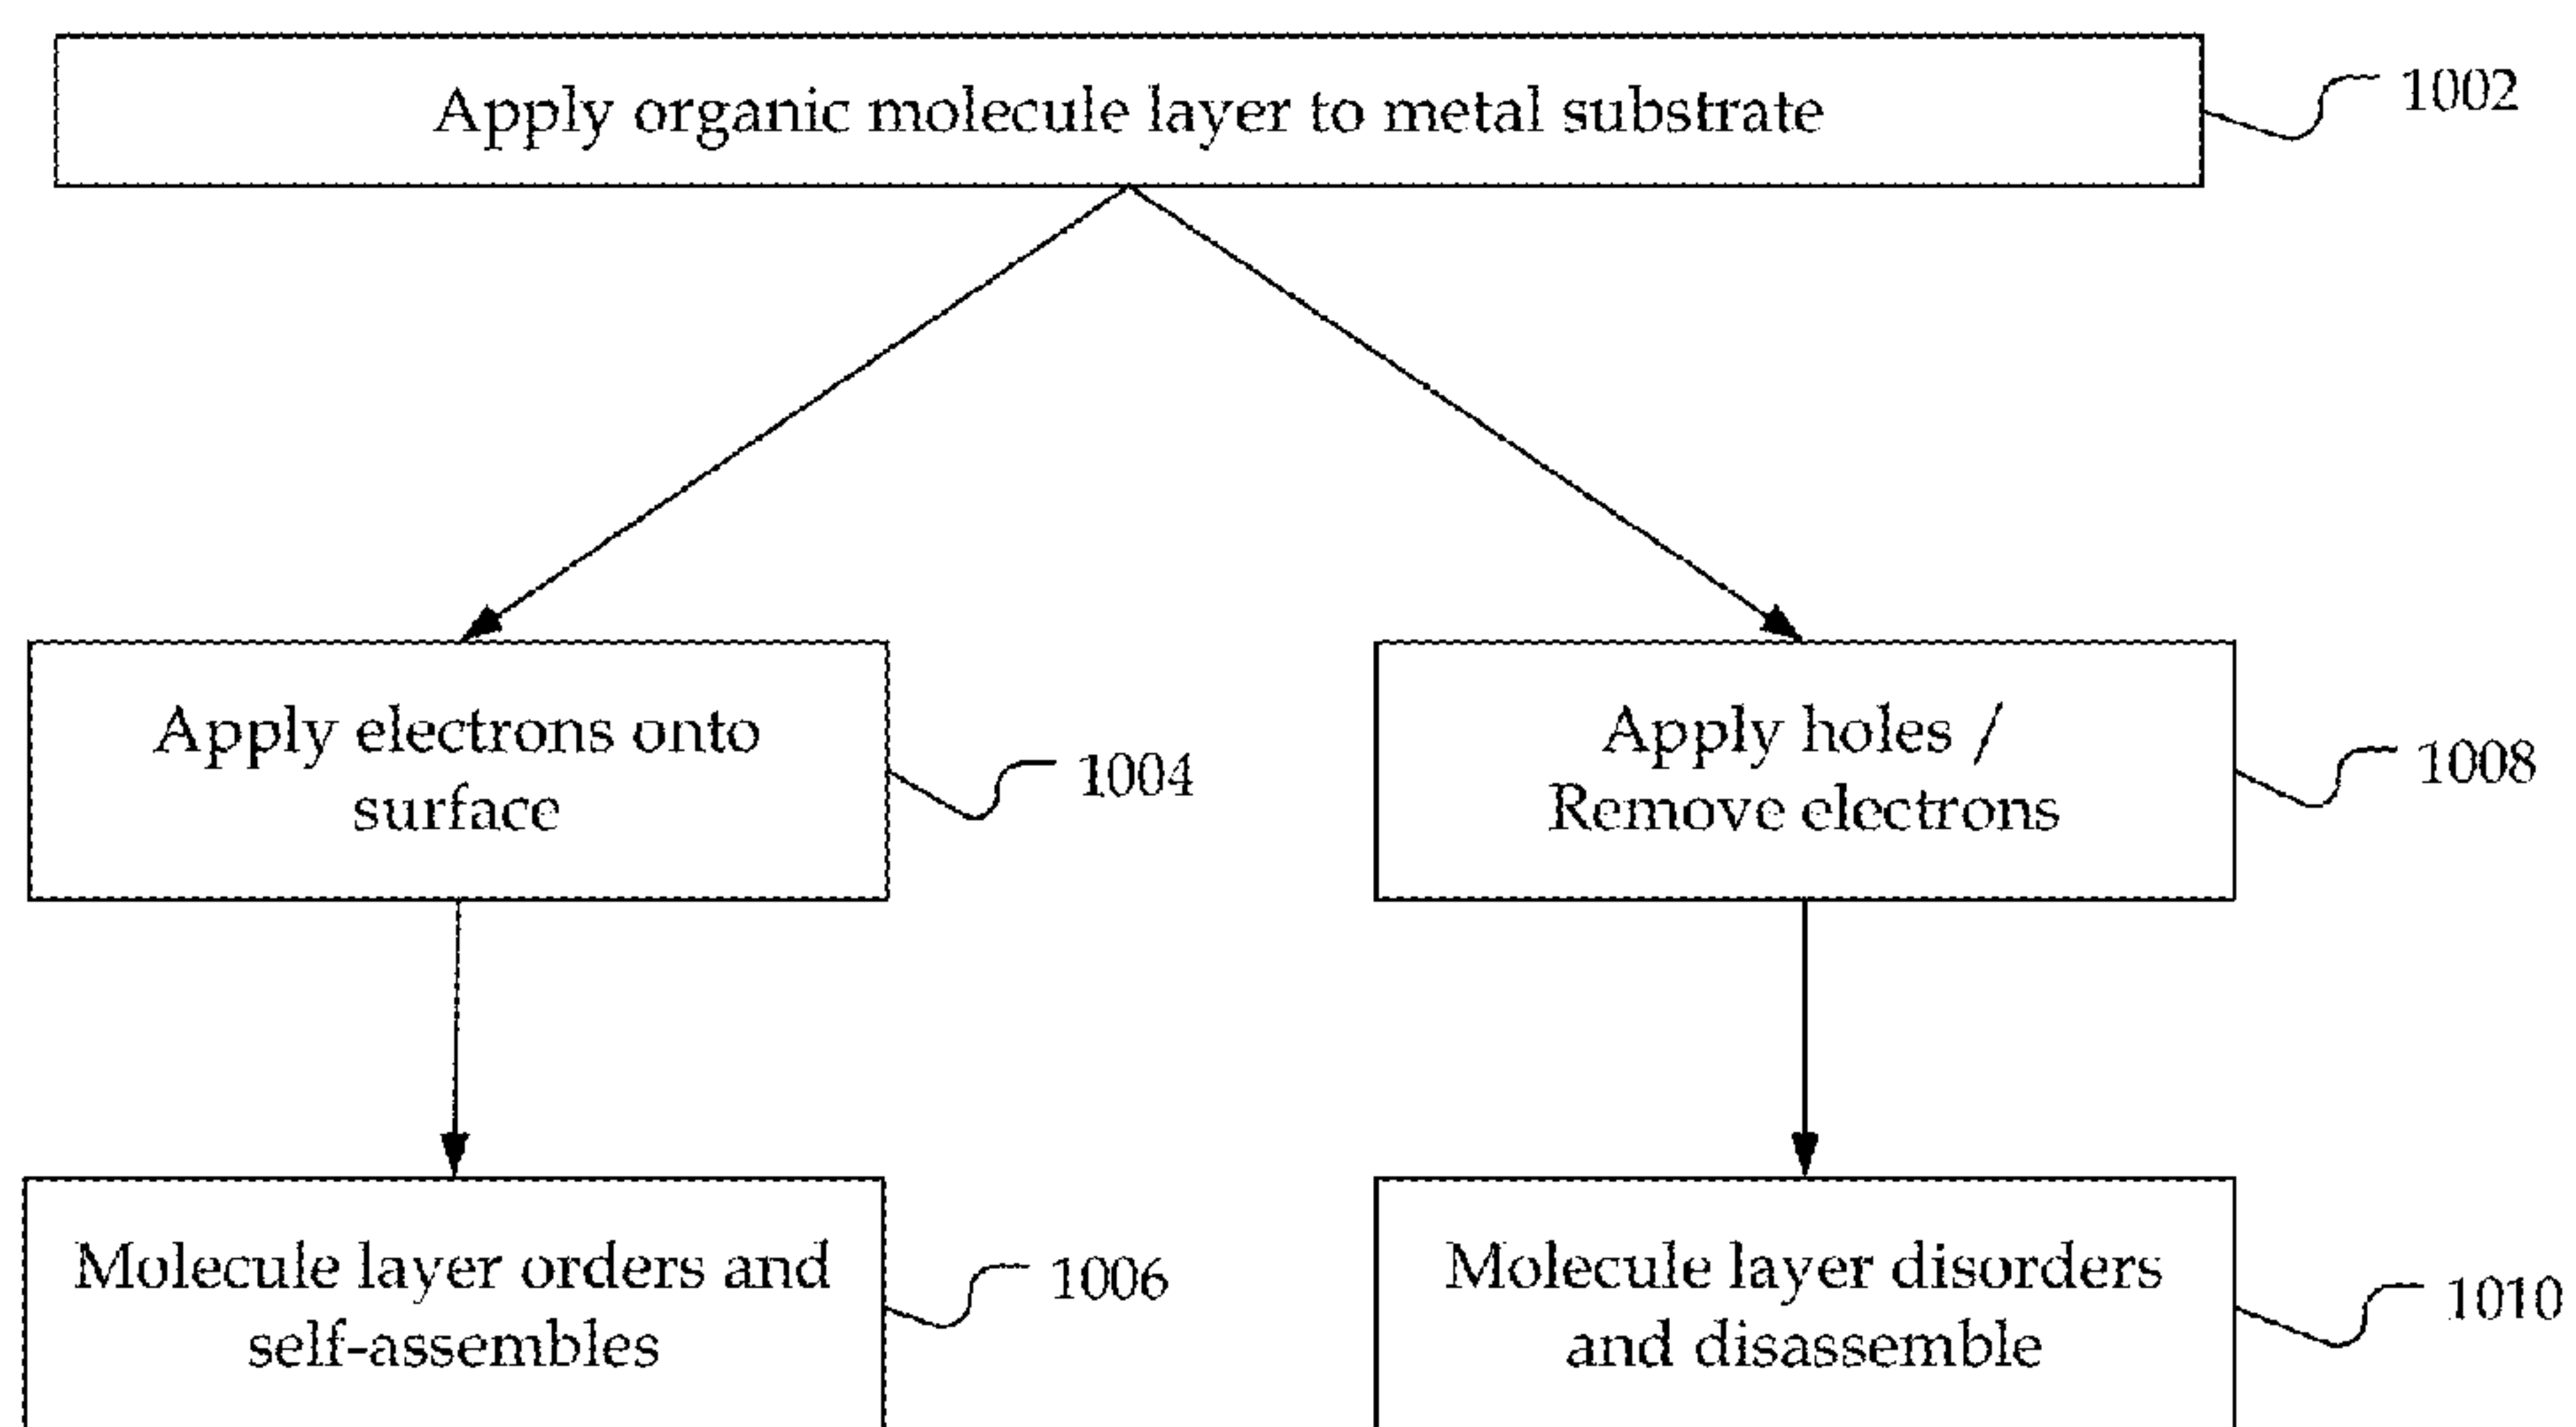 Apply organic molecule layer to metal substrate
1002
Apply electrons onto
surface
1004
Apply holes /
Remove electrons
1008
Molecule layer orders and
self-assembles
1006
Molecule layer disorders
and disassemble
1010